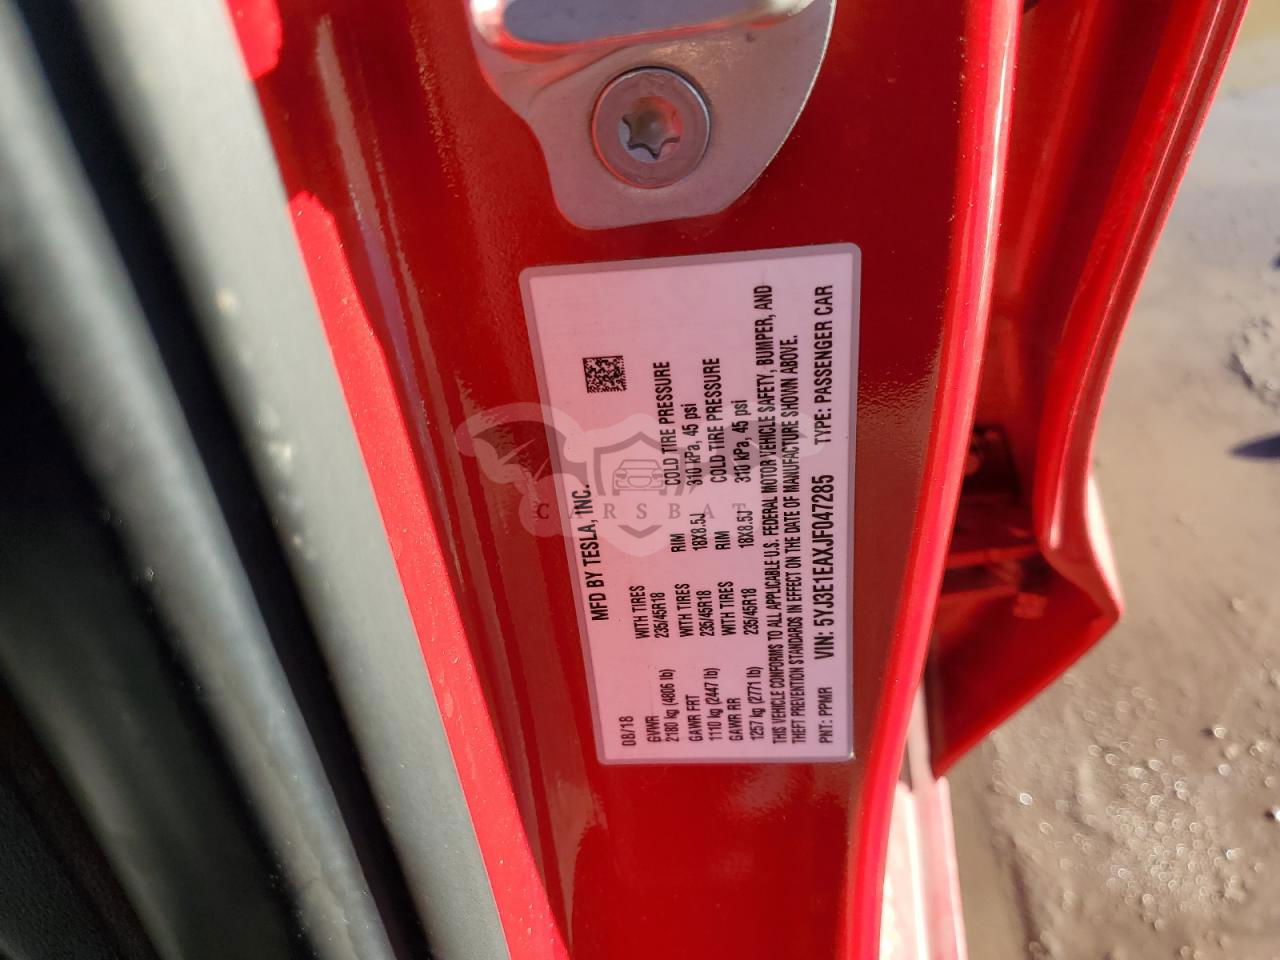 MFD BY TESLA, INC.
08/18
GVWR
2180 kg (4806 lb)
WITH TIRES
235/45R18
RIM
18X8.5J
COLD TIRE PRESSURE
310 kPa, 45 psi
GAWR FRT
1110 kg (2447 lb)
WITH TIRES
235/45R18
RIM
18X8.5J
COLD TIRE PRESSURE
310 kPa, 45 psi
GAWR RR
1257 kg (2771 lb)
WITH TIRES
235/45R18
THIS VEHICLE CONFORMS TO ALL APPLICABLE U.S. FEDERAL MOTOR VEHICLE SAFETY, BUMPER, AND
THEFT PREVENTION STANDARDS IN EFFECT ON THE DATE OF MANUFACTURE SHOWN ABOVE.
PNT: PPMR VIN: 5YJ3E1EAXJF047285 TYPE: PASSENGER CAR
CARSBAT